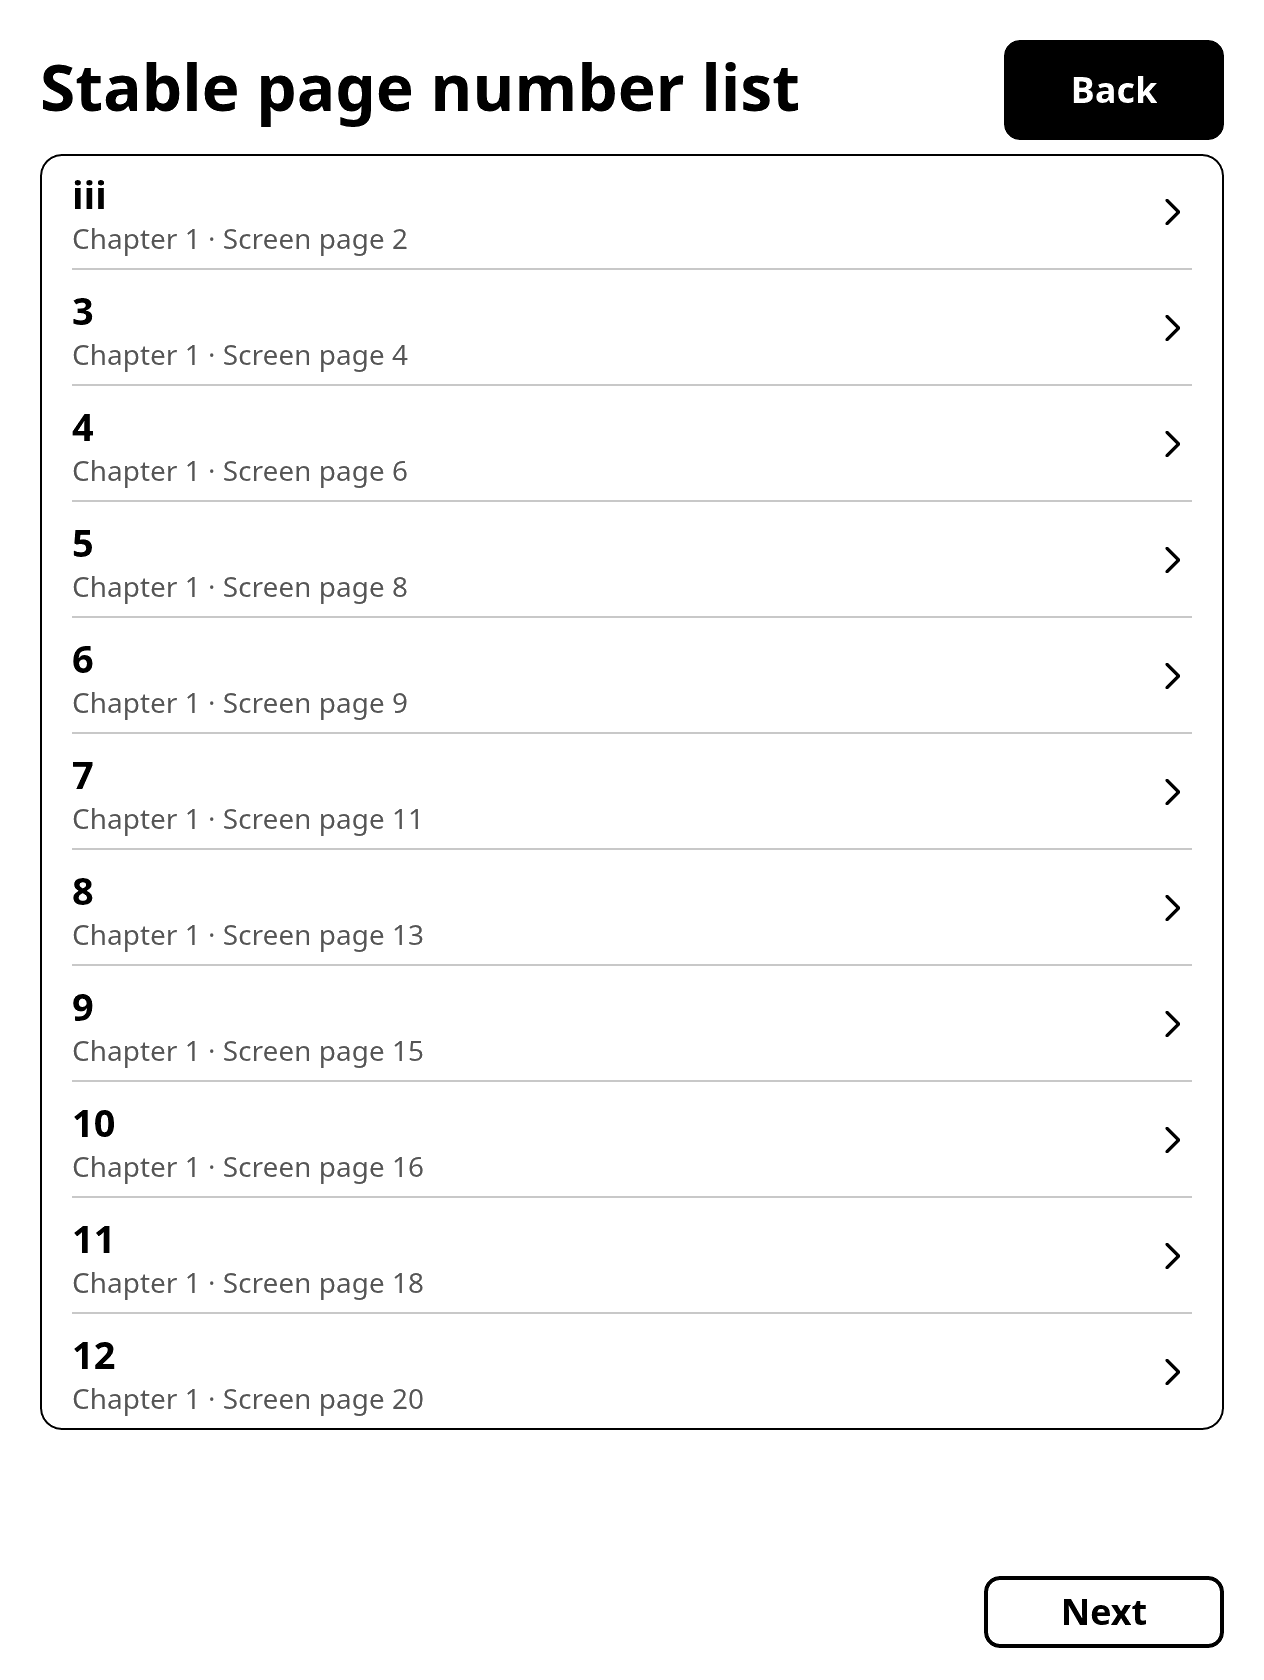 Stable page number list
Back
iii
Chapter 1 · Screen page 2
3
Chapter 1 · Screen page 4
4
Chapter 1 · Screen page 6
5
Chapter 1 · Screen page 8
6
Chapter 1 · Screen page 9
7
Chapter 1 · Screen page 11
8
Chapter 1 · Screen page 13
9
Chapter 1 · Screen page 15
10
Chapter 1 · Screen page 16
11
Chapter 1 · Screen page 18
12
Chapter 1 · Screen page 20
Next